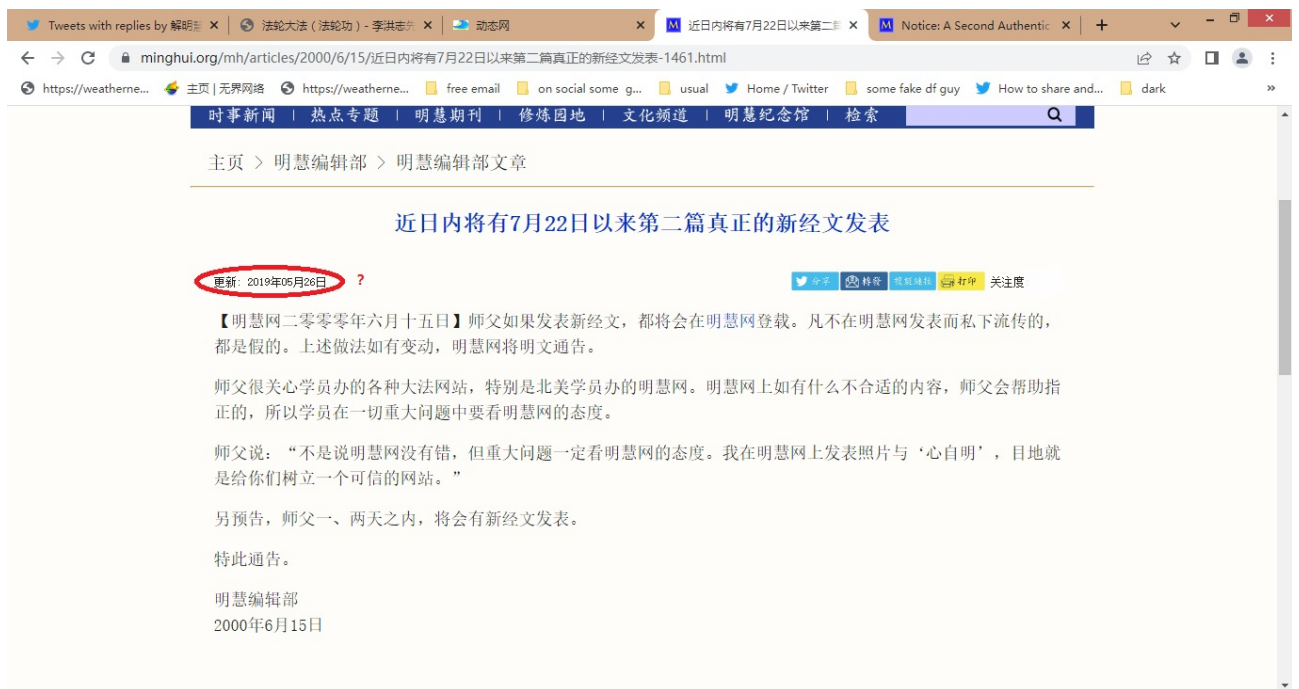 Tweets with replies by 解明
法轮大法 ( 法轮功 ) - 李洪志先
动态网
近日内将有7月22日以来第二篇
Notice: A Second Authentic
minghui.org/mh/articles/2000/6/15/近日内将有7月22日以来第二篇真正的新经文发表-1461.html
https://weatherne...
主页 | 无界网络
https://weatherne...
free email
on social some g...
usual
Home / Twitter
some fake df guy
How to share and...
dark
»
时事新闻 | 热点专题 | 明慧期刊 | 修炼园地 | 文化频道 | 明慧纪念馆 | 检索
主页 > 明慧编辑部 > 明慧编辑部文章
近日内将有7月22日以来第二篇真正的新经文发表
更新: 2019年05月26日 ?
分享 打印 关注度
【明慧网二零零零年六月十五日】师父如果发表新经文，都将会在明慧网登载。凡不在明慧网发表而私下流传的，
都是假的。上述做法如有变动，明慧网将明文通告。
师父很关心学员办的各种大法网站，特别是北美学员办的明慧网。明慧网上如有什么不合适的内容，师父会帮助指
正的，所以学员在一切重大问题中要看明慧网的态度。
师父说：“不是说明慧网没有错，但重大问题一定看明慧网的态度。我在明慧网上发表照片与‘心自明’，目地就
是给你们树立一个可信的网站。”
另预告，师父一、两天之内，将会有新经文发表。
特此通告。
明慧编辑部
2000年6月15日